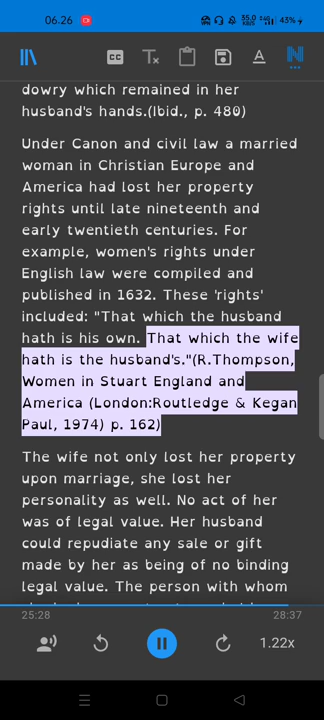 06.26
35.0
KB/S
43%
CC
dowry which remained in her
husband's hands.(Ibid., p. 480)
Under Canon and civil law a married
woman in Christian Europe and
America had lost her property
rights until late nineteenth and
early twentieth centuries. For
example, women's rights under
English law were compiled and
published in 1632. These 'rights'
included: "That which the husband
hath is his own. That which the wife
hath is the husband's."(R.Thompson,
Women in Stuart England and
America (London:Routledge & Kegan
Paul, 1974) p. 162)
The wife not only lost her property
upon marriage, she lost her
personality as well. No act of her
was of legal value. Her husband
could repudiate any sale or gift
made by her as being of no binding
legal value. The person with whom
25:28
28:37
1.22x